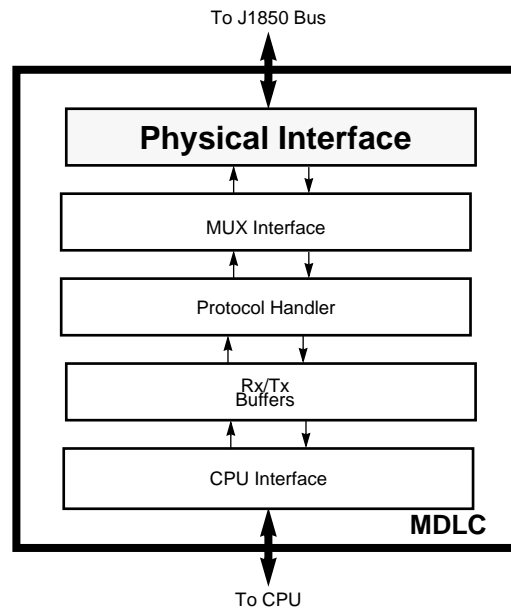 To J1850 Bus
Physical Interface
MUX Interface
Protocol Handler
Rx/Tx
Buffers
CPU Interface
MDLC
To CPU